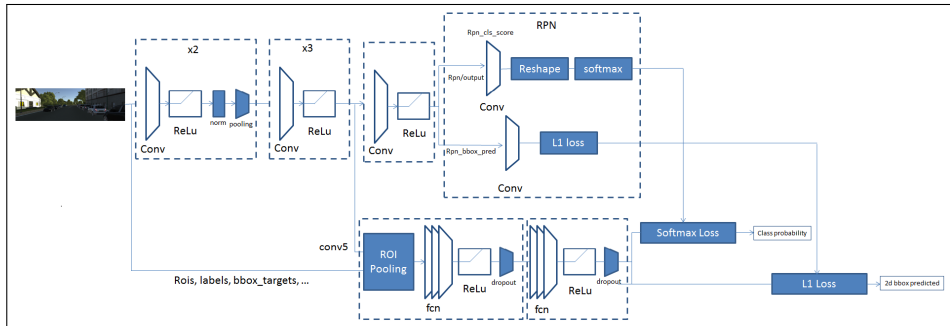 x2
Conv
ReLu
norm
pooling
x3
Conv
ReLu
Conv
ReLu
RPN
Rpn_cls_score
Rpn/output
Conv
Reshape
softmax
Rpn_bbox_pred
Conv
L1 loss
conv5
Rois, labels, bbox_targets, ...
ROI
Pooling
fcn
ReLu
dropout
fcn
ReLu
dropout
Softmax Loss
Class probability
L1 Loss
2d bbox predicted